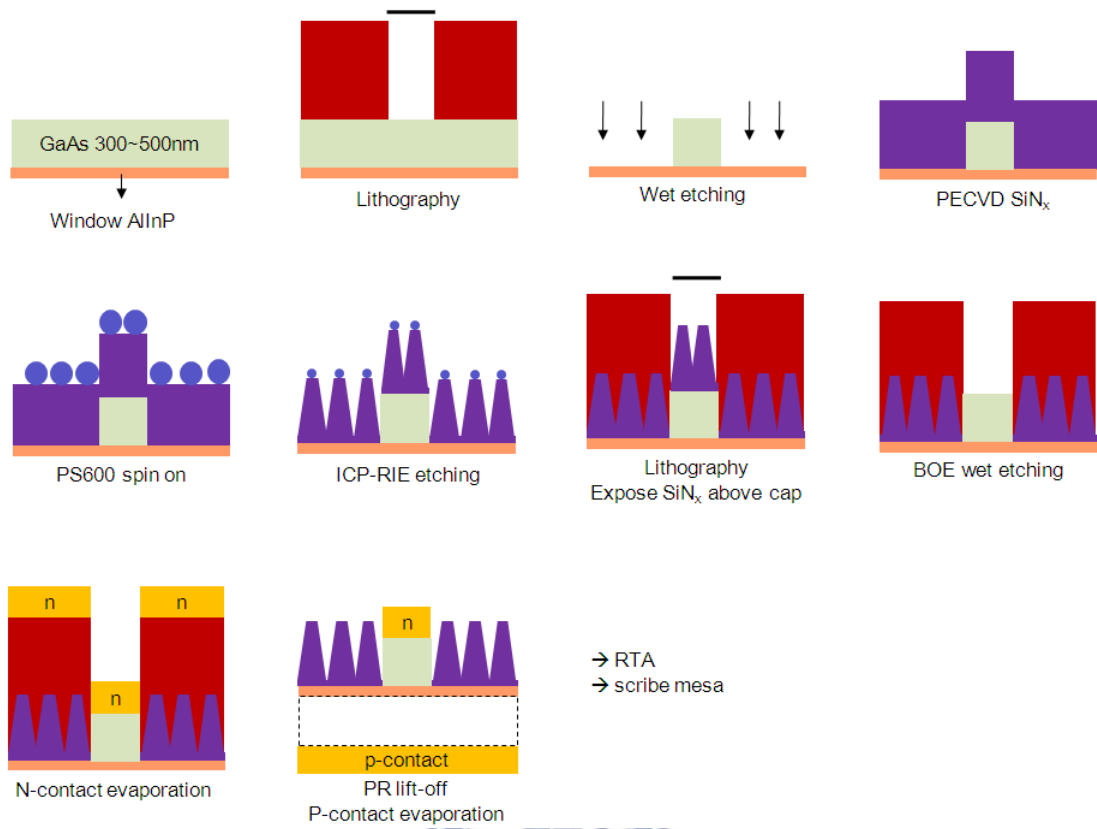 GaAs 300~500nm
Window AlInP
Lithography
Wet etching
PECVD SiNₓ
PS600 spin on
ICP-RIE etching
Lithography
Expose SiNₓ above cap
BOE wet etching
n n
n
N-contact evaporation
n
p-contact
PR lift-off
P-contact evaporation
→ RTA
→ scribe mesa